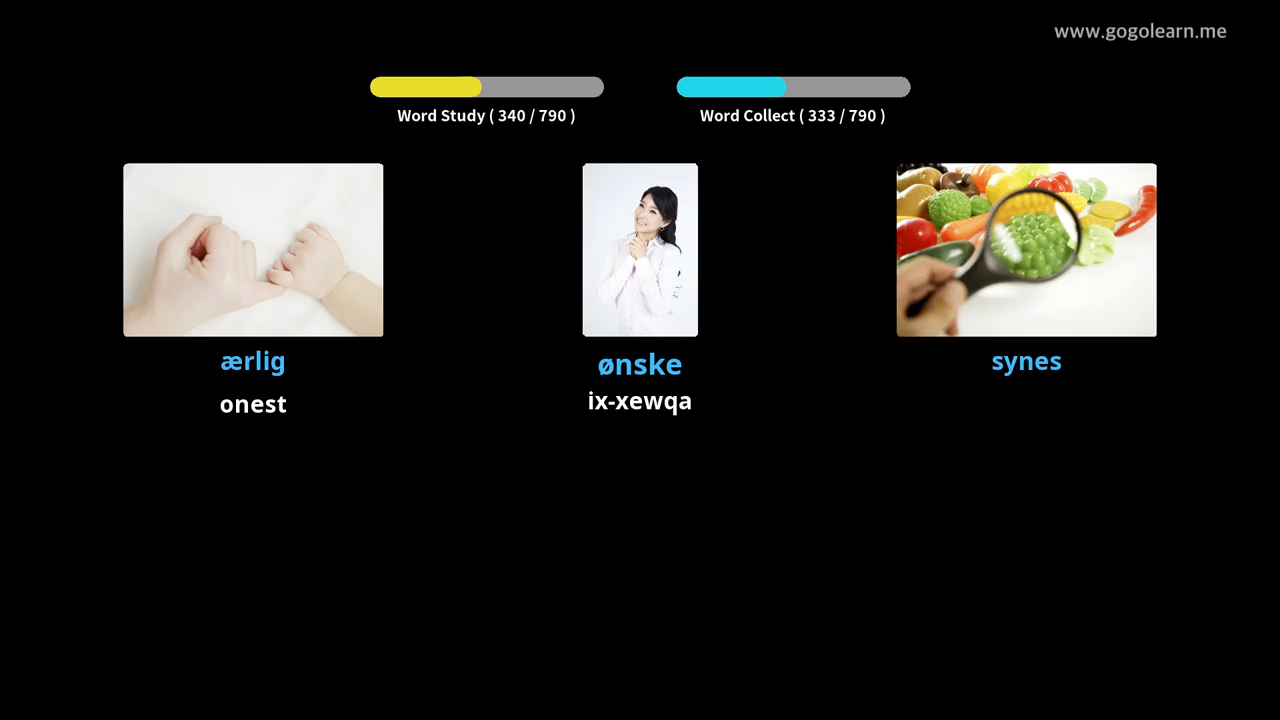 www.gogolearn.me
Word Study ( 340 / 790 )
Word Collect ( 333 / 790 )
ærlig
onest
ønske
ix-xewqa
synes